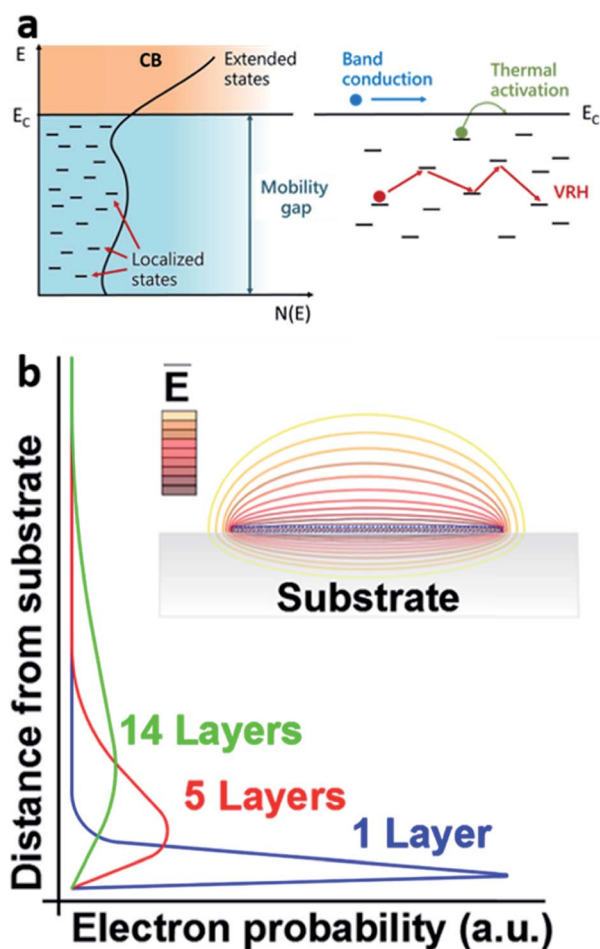 a
E
CB
Extended
states
E_C
Mobility
gap
Localized
states
N(E)
Band
conduction
Thermal
activation
E_C
VRH
b
E̅
Substrate
14 Layers
5 Layers
1 Layer
Distance from substrate
Electron probability (a.u.)